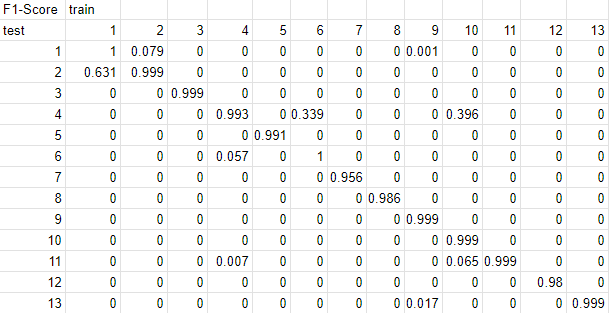 F1-Score train
test 1 2 3 4 5 6 7 8 9 10 11 12 13
1 1 0.079 0 0 0 0 0 0 0.001 0 0 0 0
2 0.631 0.999 0 0 0 0 0 0 0 0 0 0 0
3 0 0 0.999 0 0 0 0 0 0 0 0 0 0
4 0 0 0 0.993 0 0.339 0 0 0 0.396 0 0 0
5 0 0 0 0 0.991 0 0 0 0 0 0 0 0
6 0 0 0 0.057 0 1 0 0 0 0 0 0 0
7 0 0 0 0 0 0 0.956 0 0 0 0 0 0
8 0 0 0 0 0 0 0 0.986 0 0 0 0 0
9 0 0 0 0 0 0 0 0 0.999 0 0 0 0
10 0 0 0 0 0 0 0 0 0 0.999 0 0 0
11 0 0 0 0.007 0 0 0 0 0 0.065 0.999 0 0
12 0 0 0 0 0 0 0 0 0 0 0 0.98 0
13 0 0 0 0 0 0 0 0 0.017 0 0 0 0.999